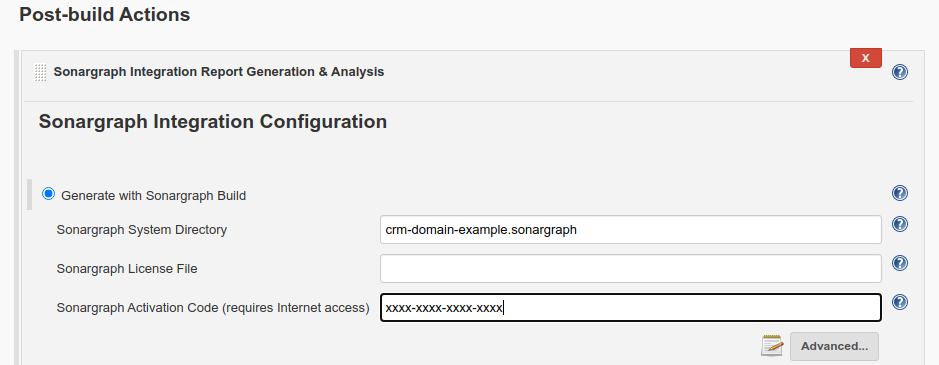 Post-build Actions
Sonargraph Integration Report Generation & Analysis
X
?
Sonargraph Integration Configuration
Generate with Sonargraph Build
?
Sonargraph System Directory
crm-domain-example.sonargraph
?
Sonargraph License File
?
Sonargraph Activation Code (requires Internet access)
xxxx-xxxx-xxxx-xxxx
?
Advanced...